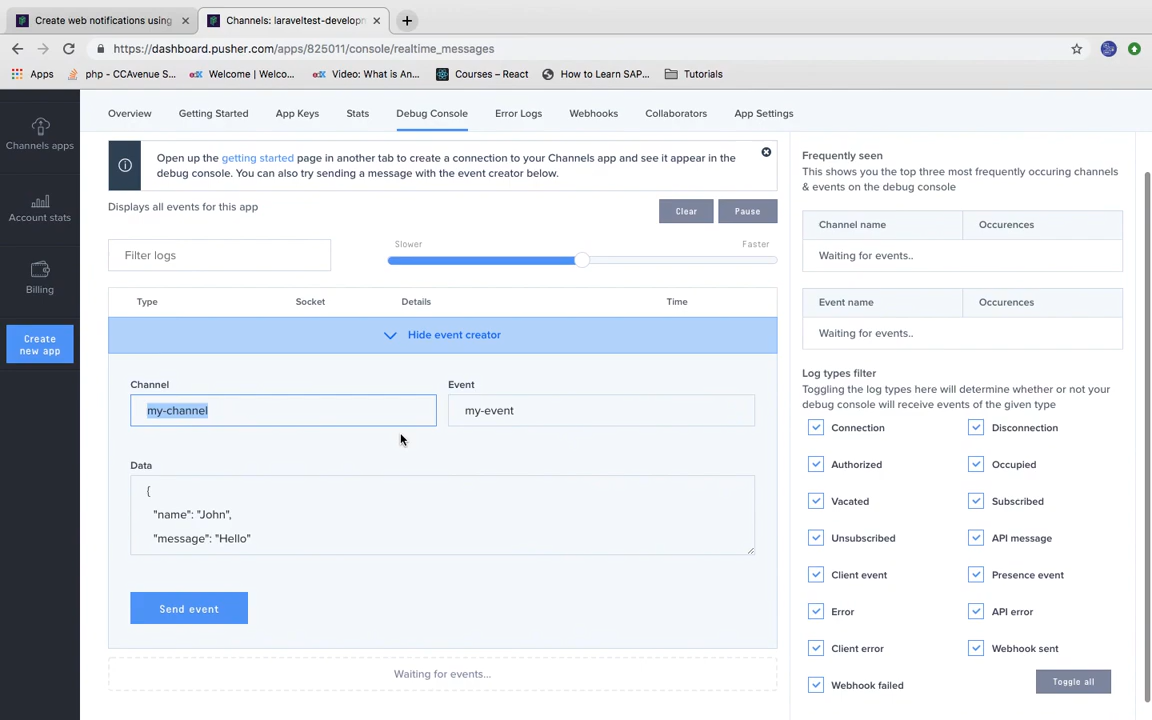 Create web notifications using
Channels: laraveltest-developn
https://dashboard.pusher.com/apps/825011/console/realtime_messages
Apps
php - CCAvenue S...
Welcome | Welco...
Video: What is An...
Courses – React
How to Learn SAP...
Tutorials
Channels apps
Account stats
Billing
Create
new app
Overview
Getting Started
App Keys
Stats
Debug Console
Error Logs
Webhooks
Collaborators
App Settings
Open up the getting started page in another tab to create a connection to your Channels app and see it appear in the
debug console. You can also try sending a message with the event creator below.
Displays all events for this app
Clear
Pause
Filter logs
Slower
Faster
Type
Socket
Details
Time
Hide event creator
Channel
Event
my-channel
my-event
Data
{
"name": "John",
"message": "Hello"
Send event
Waiting for events...
Frequently seen
This shows you the top three most frequently occuring channels
& events on the debug console
Channel name
Occurences
Waiting for events..
Event name
Occurences
Waiting for events..
Log types filter
Toggling the log types here will determine whether or not your
debug console will receive events of the given type
Connection
Disconnection
Authorized
Occupied
Vacated
Subscribed
Unsubscribed
API message
Client event
Presence event
Error
API error
Client error
Webhook sent
Webhook failed
Toggle all